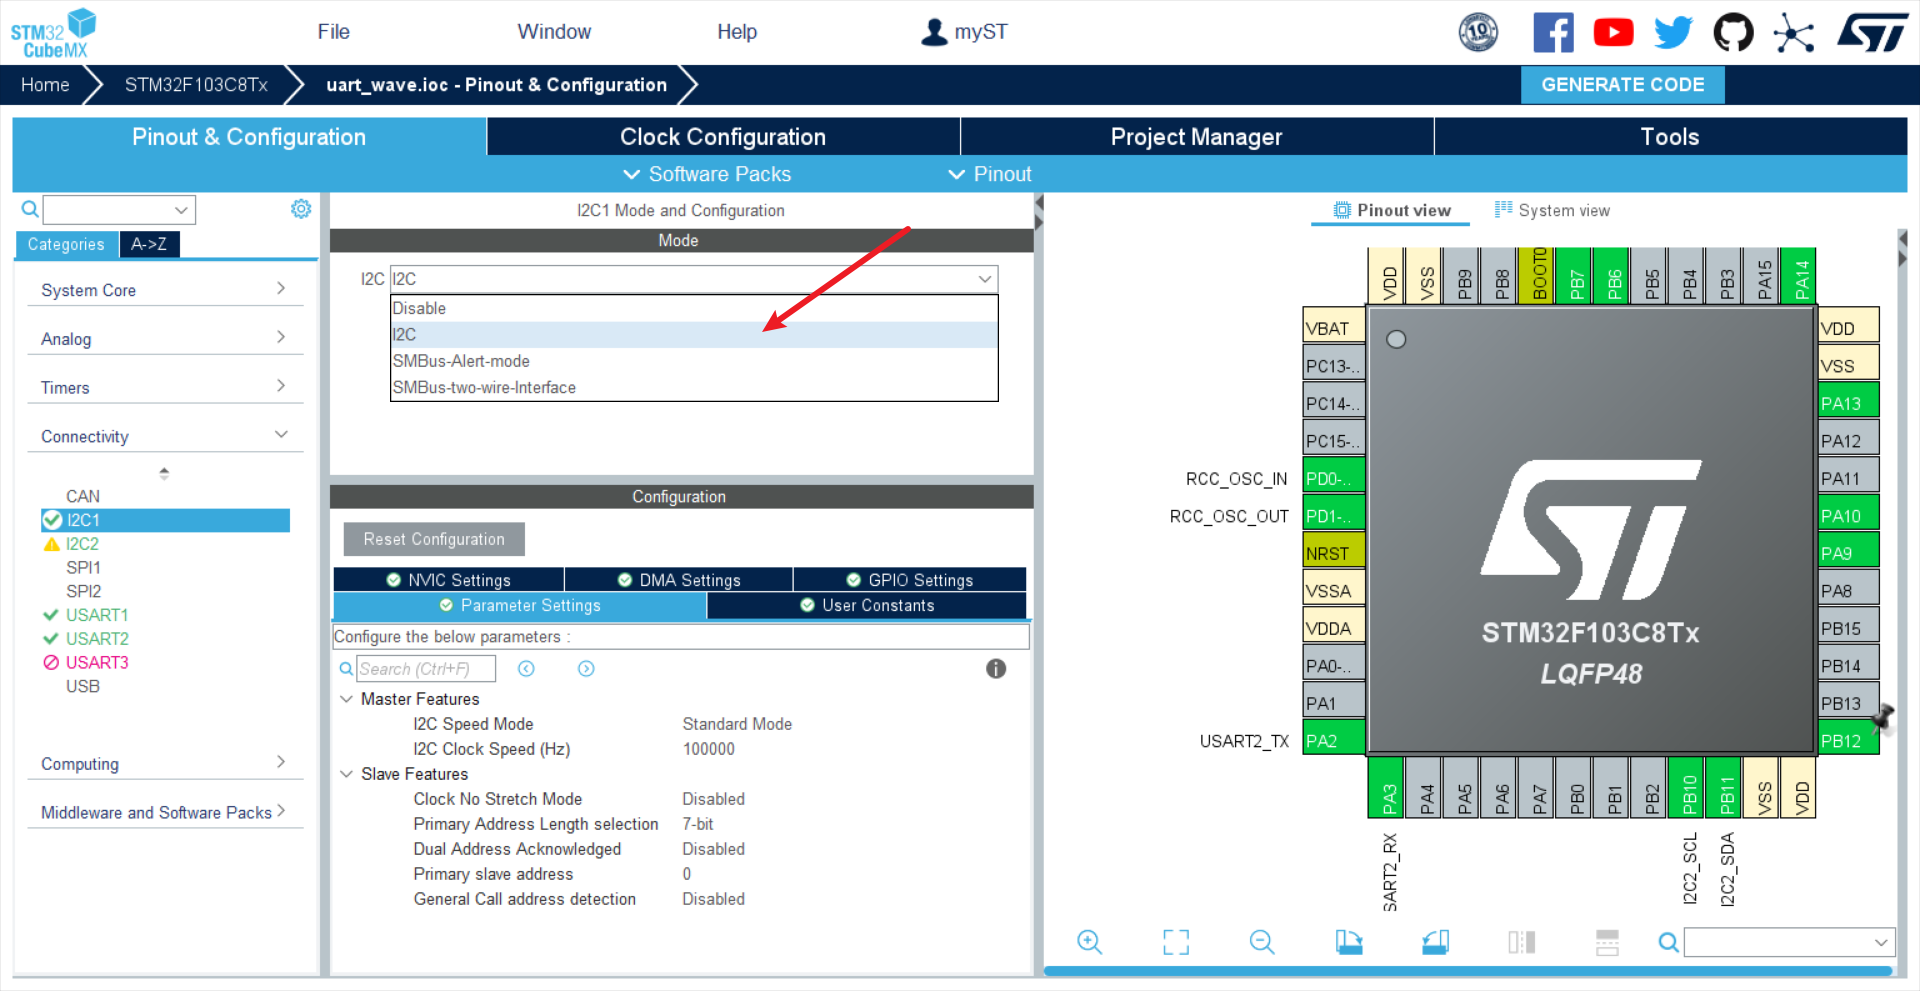 STM32
CubeMX
File
Window
Help
myST
10
Home
STM32F103C8Tx
uart_wave.ioc - Pinout & Configuration
GENERATE CODE
Pinout & Configuration
Clock Configuration
Project Manager
Tools
Software Packs
Pinout
Categories
A->Z
System Core
Analog
Timers
Connectivity
CAN
I2C1
I2C2
SPI1
SPI2
USART1
USART2
USART3
USB
Computing
Middleware and Software Packs
I2C1 Mode and Configuration
Mode
I2C I2C
Disable
I2C
SMBus-Alert-mode
SMBus-two-wire-Interface
Configuration
Reset Configuration
NVIC Settings
DMA Settings
GPIO Settings
Parameter Settings
User Constants
Configure the below parameters :
Search (Ctrl+F)
Master Features
I2C Speed Mode Standard Mode
I2C Clock Speed (Hz) 100000
Slave Features
Clock No Stretch Mode Disabled
Primary Address Length selection 7-bit
Dual Address Acknowledged Disabled
Primary slave address 0
General Call address detection Disabled
Pinout view
System view
VDD
VSS
PB9
PB8
BOOT0
PB7
PB6
PB5
PB4
PB3
PA15
PA14
VBAT
PC13-..
PC14-..
PC15-..
RCC_OSC_IN PD0-..
RCC_OSC_OUT PD1-..
NRST
VSSA
VDDA
PA0-..
PA1
USART2_TX PA2
STM32F103C8Tx
LQFP48
VDD
VSS
PA13
PA12
PA11
PA10
PA9
PA8
PB15
PB14
PB13
PB12
PA3
PA4
PA5
PA6
PA7
PB0
PB1
PB2
PB10
PB11
VSS
VDD
SART2_RX
I2C2_SCL
I2C2_SDA